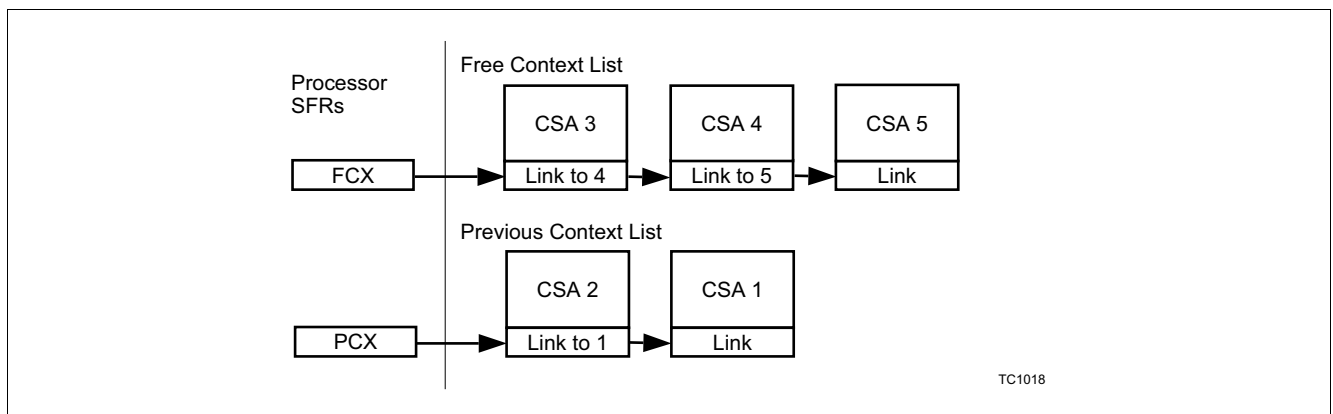 Free Context List
Processor
SFRs
CSA 3
CSA 4
CSA 5
FCX
Link to 4
Link to 5
Link
Previous Context List
CSA 2
CSA 1
PCX
Link to 1
Link
TC1018